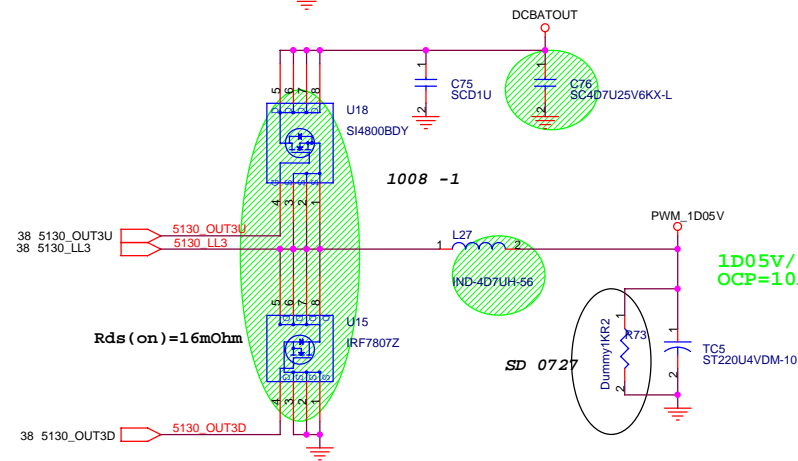 DCBATOUT
5 6 7 8
D D D D
U18
SI4800BDY
G S S S
4 3 2 1
1
C75
SCD1U
2
1
C76
SC4D7U25V6KX-L
2
1008 -1
38 5130_OUT3U
5130_OUT3U
38 5130_LL3
5130_LL3
1
L27
2
IND-4D7UH-56
PWM_1D05V
1D05V/
OCP=10
5 6 7 8
D D D D
U15
IRF7807Z
G S S S
4 3 2 1
Rds(on)=16mOhm
SD 0727
1
R73
Dummy1KR2
2
1
TC5
ST220U4VDM-10
2
38 5130_OUT3D
5130_OUT3D